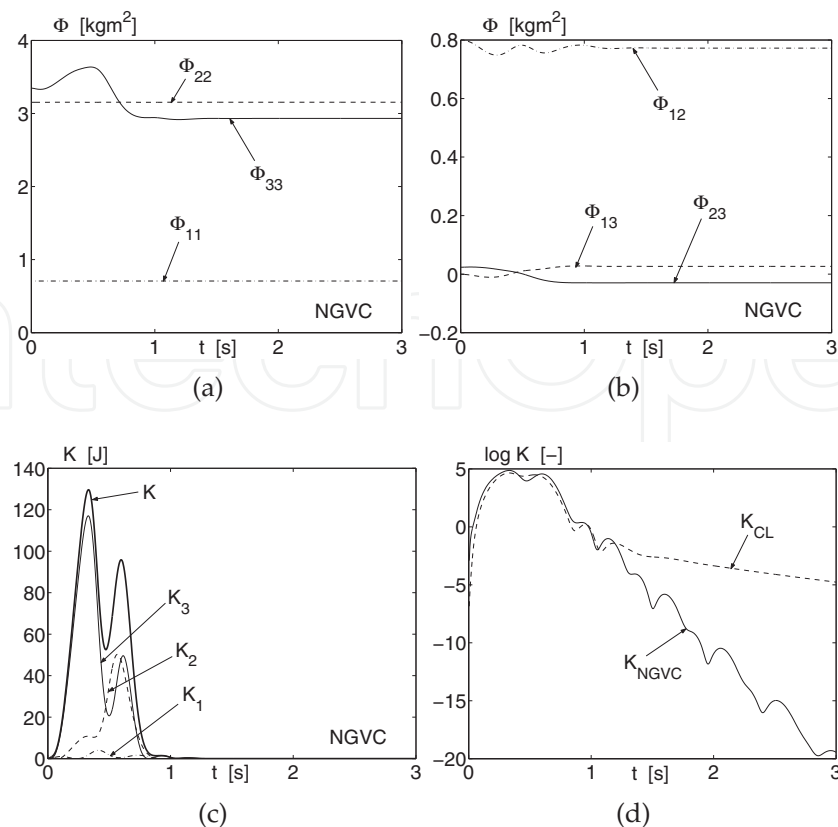 Φ [kgm²]
4
3
2
1
0
Φ₂₂
Φ₃₃
Φ₁₁
NGVC
0 1 2 3
t [s]
(a)
Φ [kgm²]
0.8
0.6
0.4
0.2
0
−0.2
Φ₁₂
Φ₁₃
Φ₂₃
NGVC
0 1 2 3
t [s]
(b)
K [J]
140
120
100
80
60
40
20
0
K
K₃
K₂
K₁
NGVC
0 1 2 3
t [s]
(c)
log K [−]
5
0
−5
−10
−15
−20
K_CL
K_NGVC
0 1 2 3
t [s]
(d)